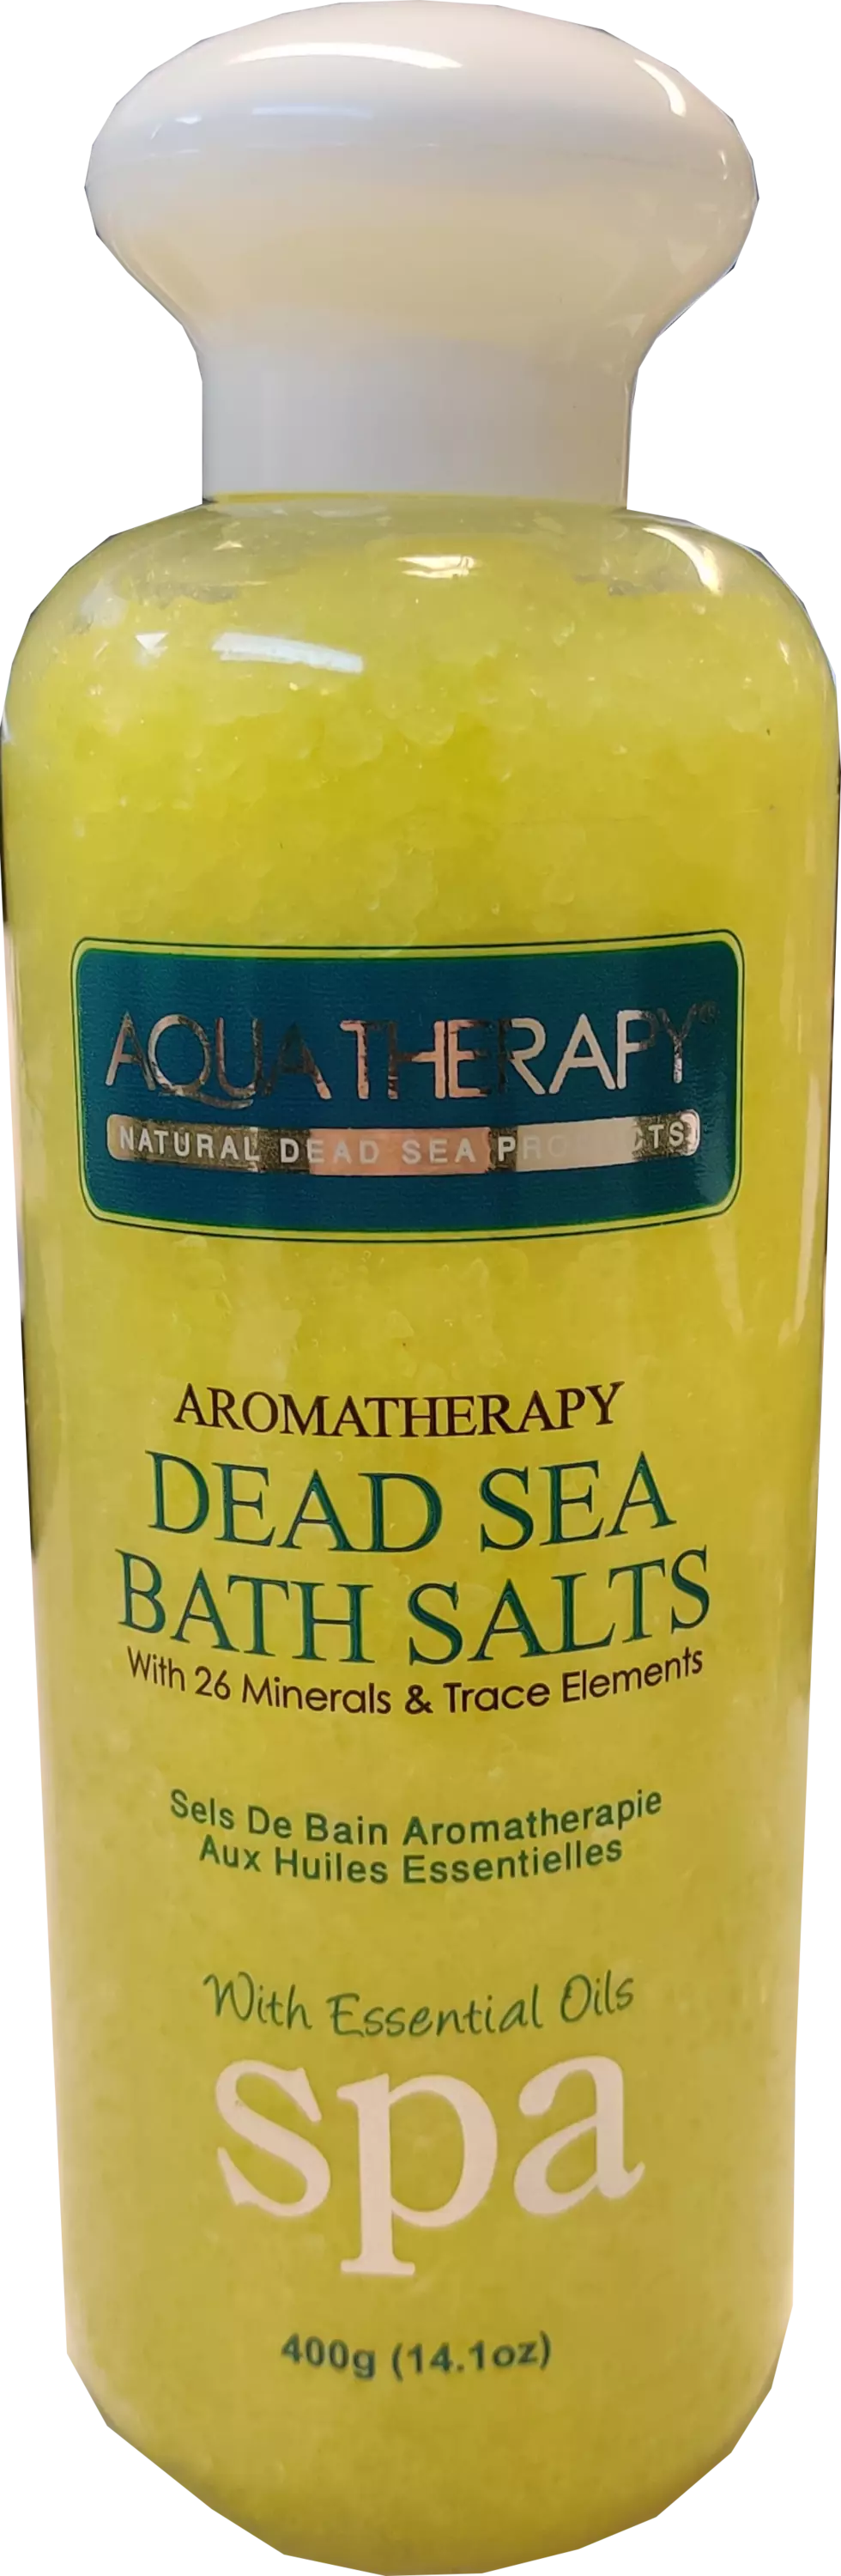 AQUA THERAPY®
NATURAL DEAD SEA PRODUCTS
AROMATHERAPY
DEAD SEA
BATH SALTS
With 26 Minerals & Trace Elements
Sels De Bain Aromatherapie
Aux Huiles Essentielles
With Essential Oils
spa
400g (14.1oz)